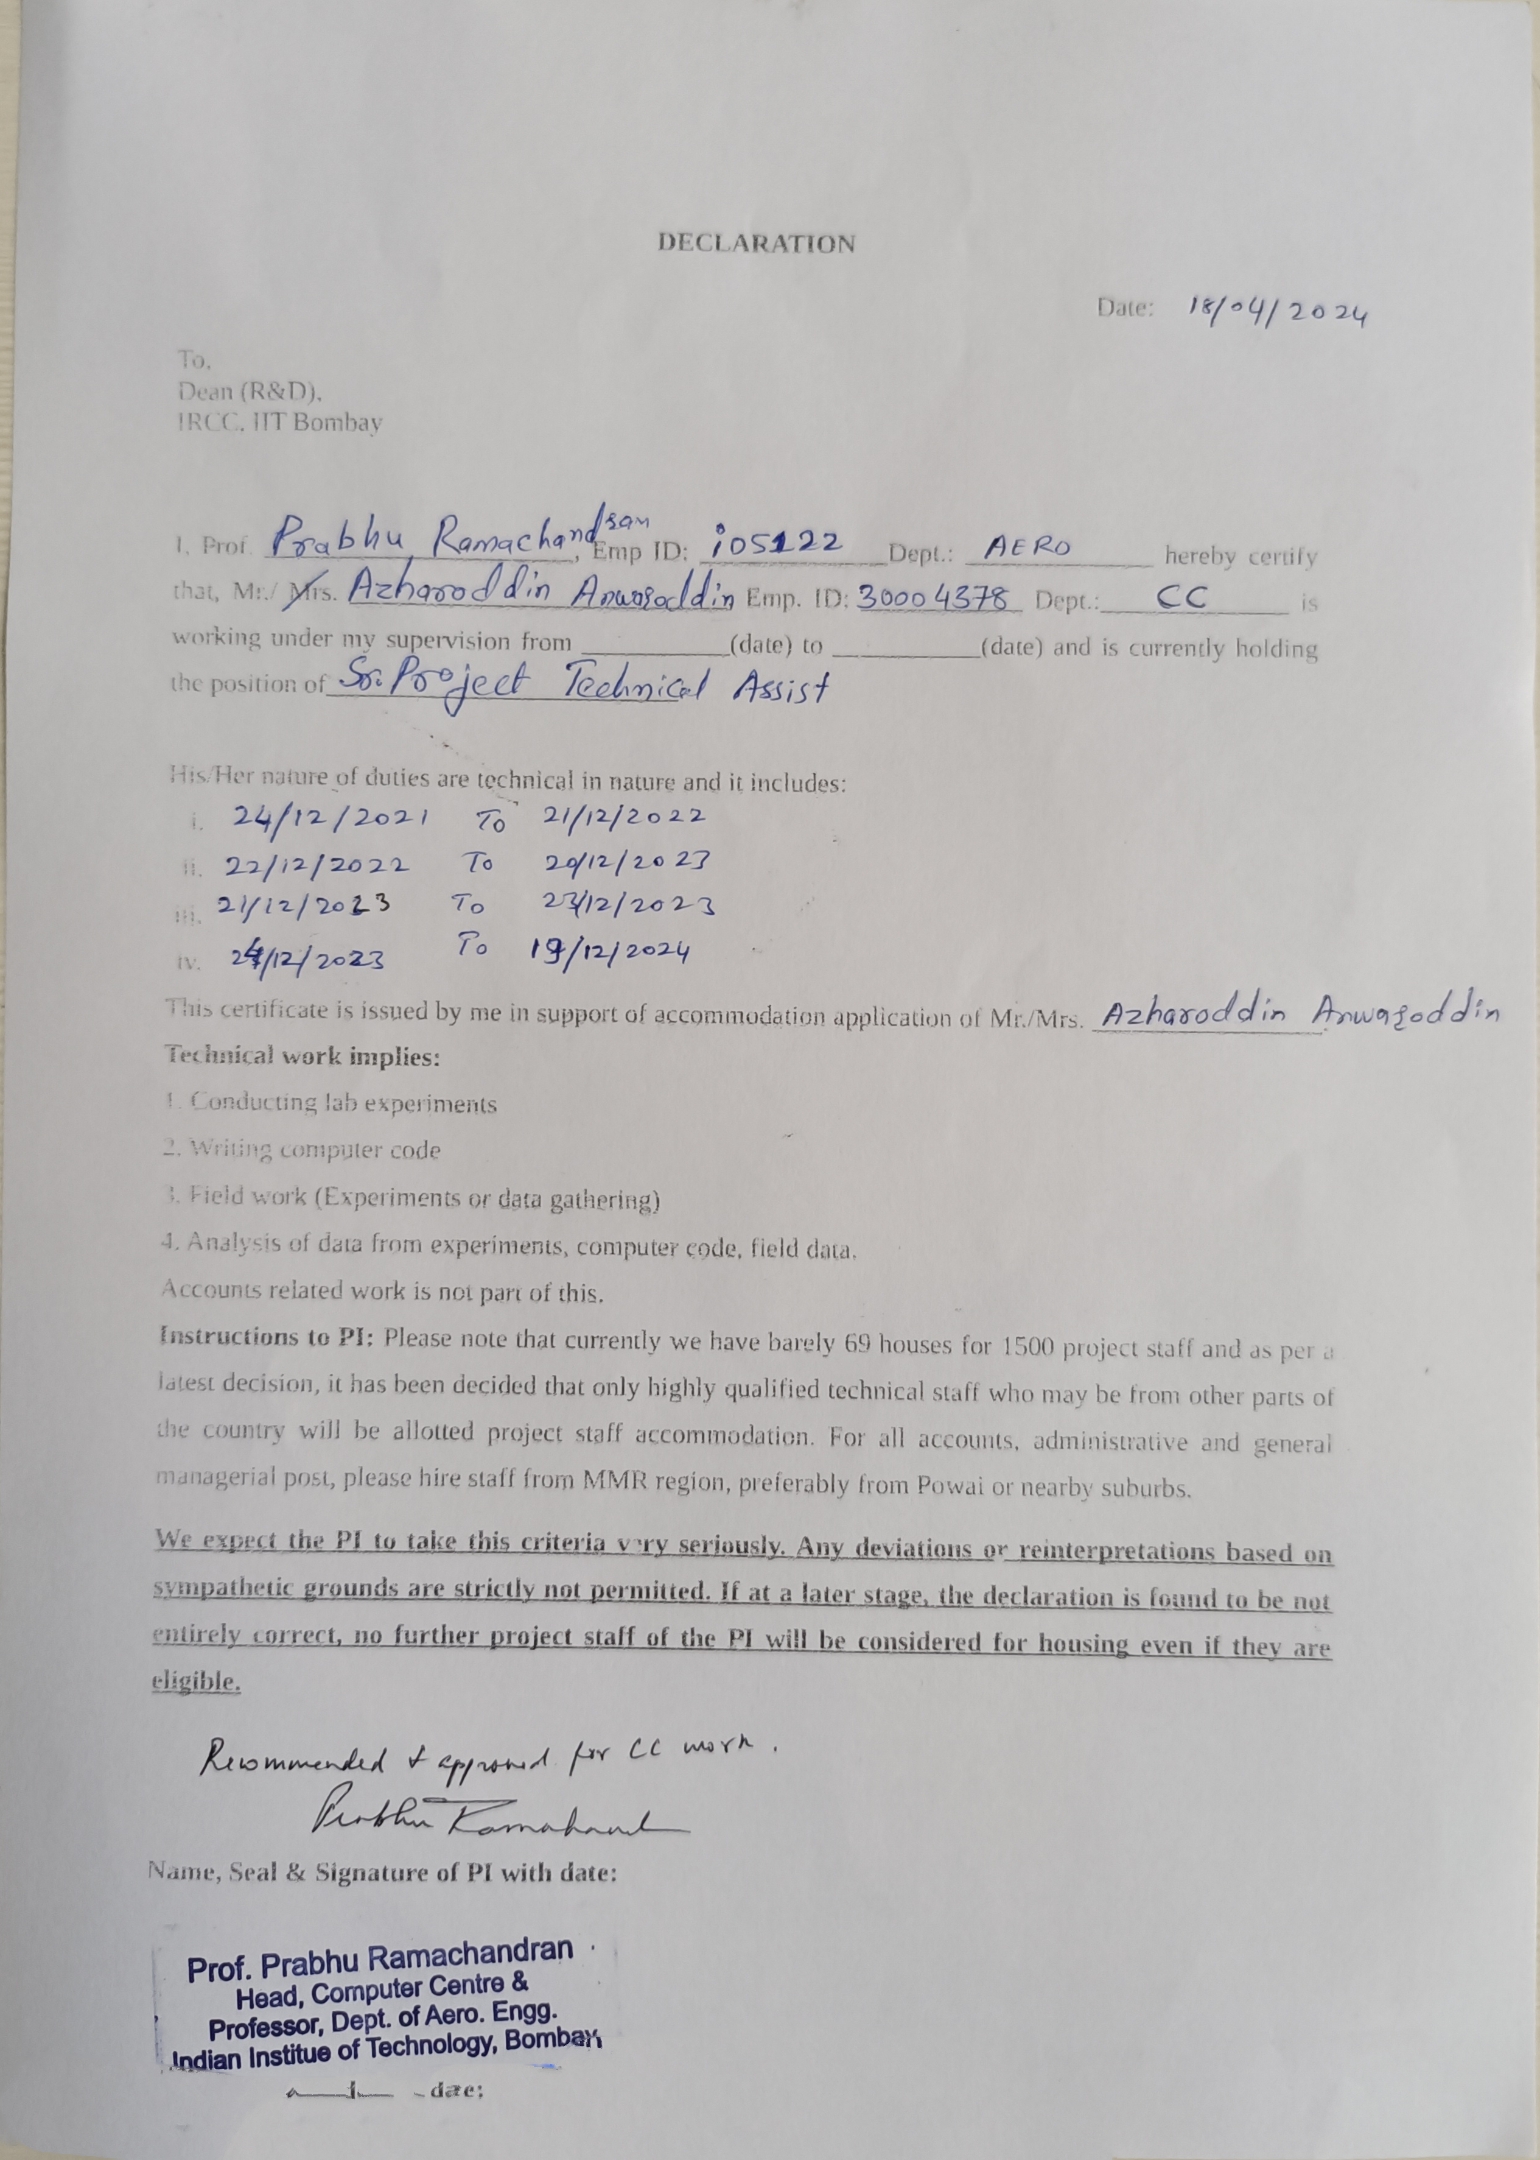 DECLARATION
Date: 18/04/2024
To,
Dean (R&D),
IRCC, IIT Bombay
I, Prof. Prabhu Ramachandran, Emp ID: i05122 Dept.: AERO hereby certify
that, Mr./ Mrs. Azharoddin Anwaroddin Emp. ID: 30004378 Dept.: CC is
working under my supervision from __________(date) to __________(date) and is currently holding
the position of Sr. Project Technical Assist
His/Her nature of duties are technical in nature and it includes:
i. 24/12/2021 To 21/12/2022
ii. 22/12/2022 To 20/12/2023
iii. 21/12/2023 To 23/12/2023
iv. 24/12/2023 To 19/12/2024
This certificate is issued by me in support of accommodation application of Mr./Mrs. Azharoddin Anwaroddin
Technical work implies:
1. Conducting lab experiments
2. Writing computer code
3. Field work (Experiments or data gathering)
4. Analysis of data from experiments, computer code, field data.
Accounts related work is not part of this.
Instructions to PI: Please note that currently we have barely 69 houses for 1500 project staff and as per a
latest decision, it has been decided that only highly qualified technical staff who may be from other parts of
the country will be allotted project staff accommodation. For all accounts, administrative and general
managerial post, please hire staff from MMR region, preferably from Powai or nearby suburbs.
We expect the PI to take this criteria very seriously. Any deviations or reinterpretations based on
sympathetic grounds are strictly not permitted. If at a later stage, the declaration is found to be not
entirely correct, no further project staff of the PI will be considered for housing even if they are
eligible.
Recommended & approved for CC work.
Prabhu Ramachand
Name, Seal & Signature of PI with date:
Prof. Prabhu Ramachandran
Head, Computer Centre &
Professor, Dept. of Aero. Engg.
Indian Institue of Technology, Bombay
date: